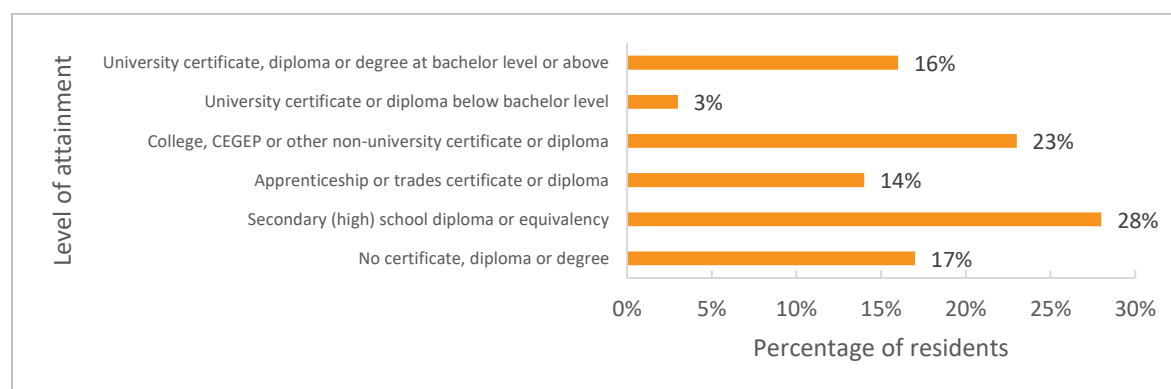 Level of attainment
University certificate, diploma or degree at bachelor level or above
16%
University certificate or diploma below bachelor level
3%
College, CEGEP or other non-university certificate or diploma
23%
Apprenticeship or trades certificate or diploma
14%
Secondary (high) school diploma or equivalency
28%
No certificate, diploma or degree
17%
0% 5% 10% 15% 20% 25% 30%
Percentage of residents